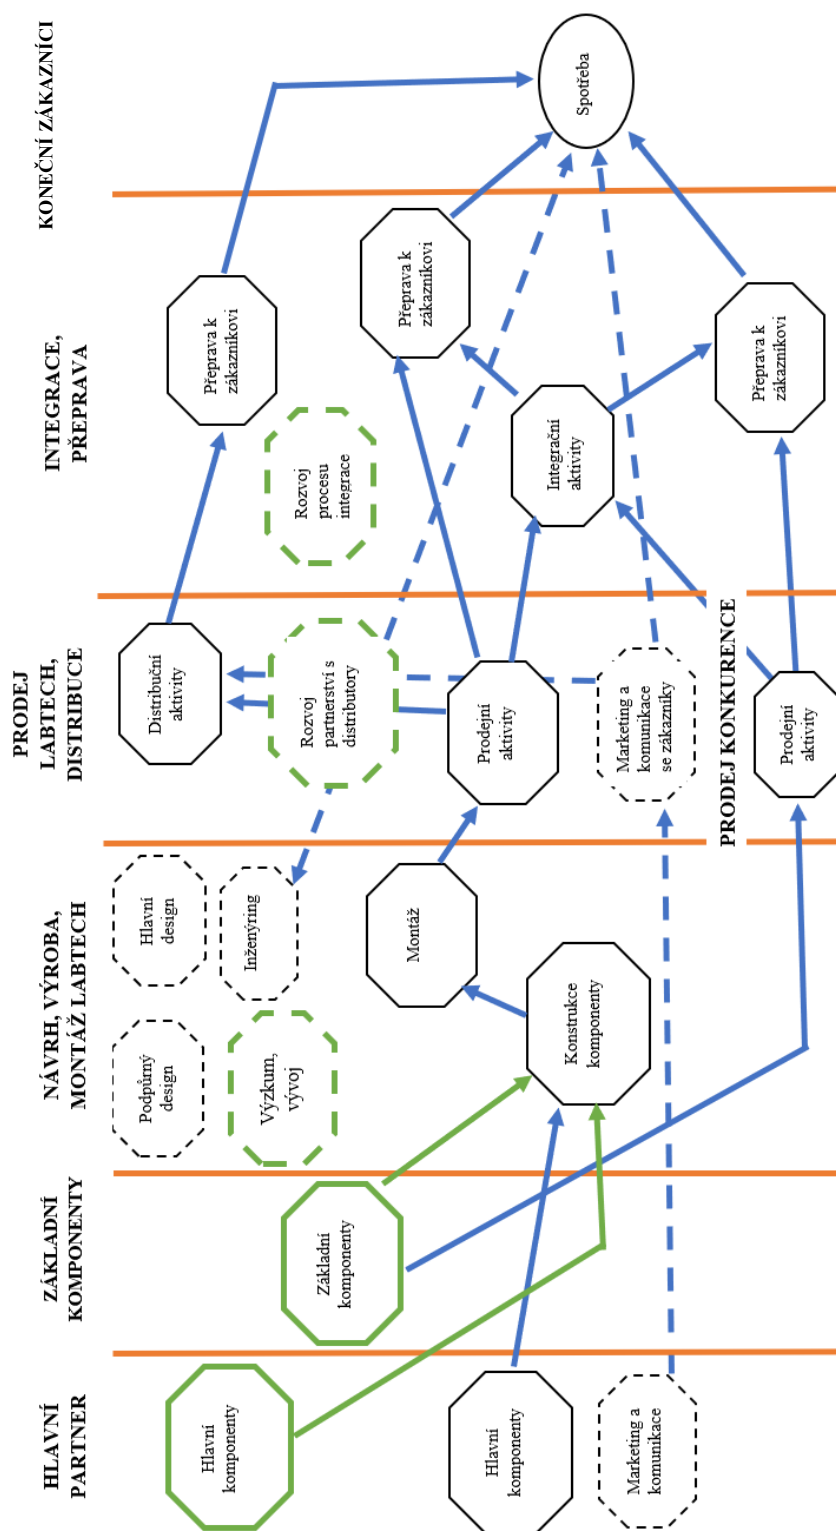 HLAVNÍ
PARTNER
ZÁKLADNÍ
KOMPONENTY
NÁVRH, VÝROBA,
MONTÁŽ LABTECH
PRODEJ
LABTECH,
DISTRIBUCE
INTEGRACE,
PŘEPRAVA
KONEČNÍ ZÁKAZNÍCI
Hlavní
komponenty
Hlavní
komponenty
Marketing a
komunikace
Základní
komponenty
Podpůrný
design
Hlavní
design
Výzkum,
vývoj
Inženýring
Montáž
Konstrukce
komponenty
Distribuční
aktivity
Rozvoj
partnerství s
distributory
Prodejní
aktivity
Marketing a
komunikace
se zákazníky
PRODEJ KONKURENCE
Prodejní
aktivity
Přeprava k
zákazníkovi
Rozvoj
procesu
integrace
Přeprava k
zákazníkovi
Integrační
aktivity
Přeprava k
zákazníkovi
Spotřeba